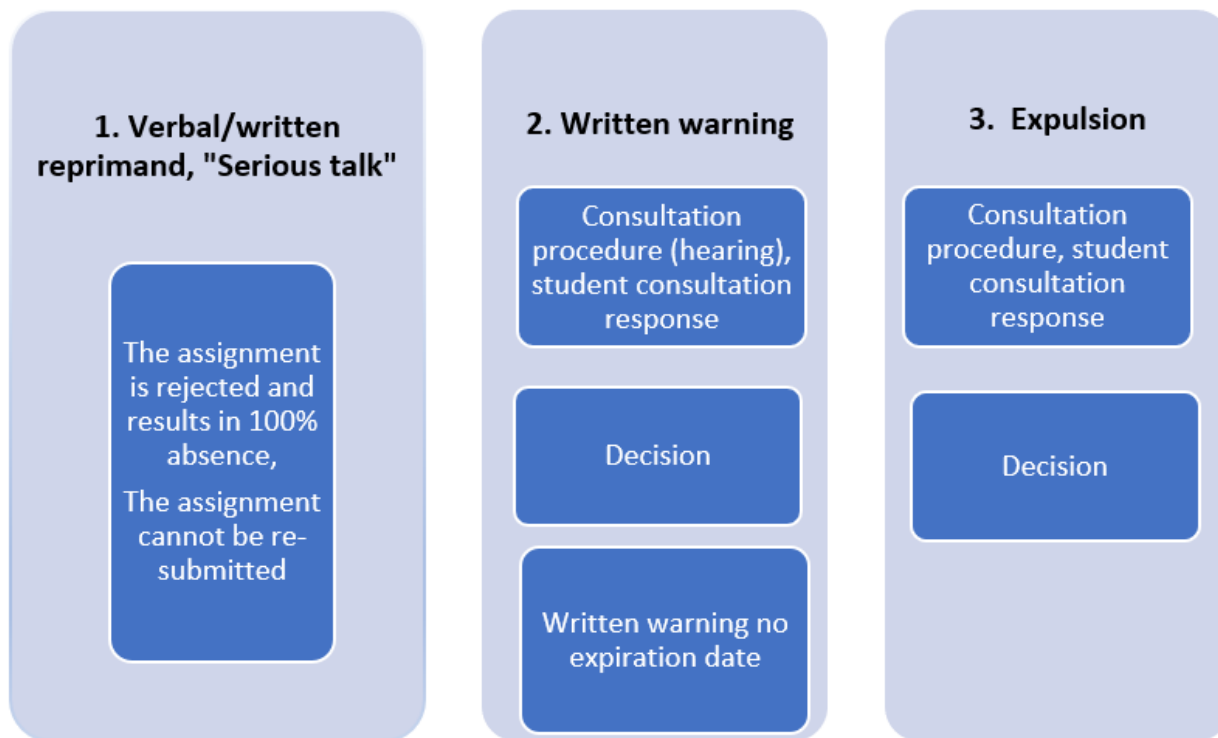 1. Verbal/written
reprimand, "Serious talk"
The assignment
is rejected and
results in 100%
absence,
The assignment
cannot be re-
submitted
2. Written warning
Consultation
procedure (hearing),
student consultation
response
Decision
Written warning no
expiration date
3. Expulsion
Consultation
procedure, student
consultation
response
Decision